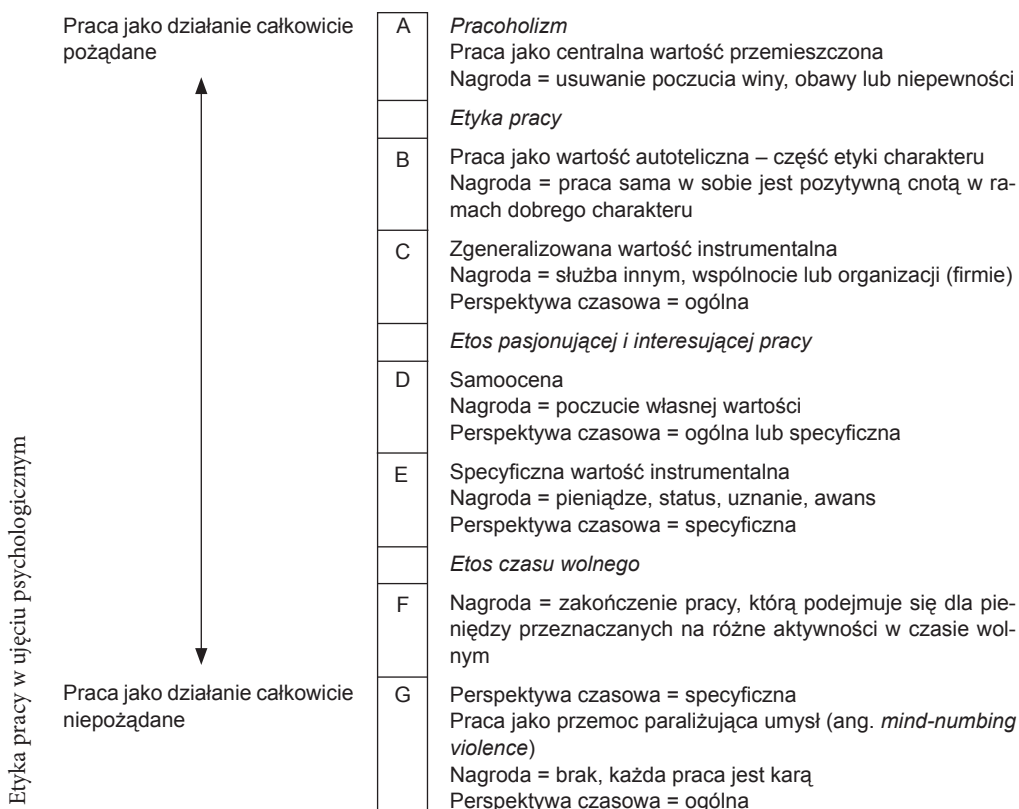 Praca jako działanie całkowicie
pożądane
A
Pracoholizm
Praca jako centralna wartość przemieszczona
Nagroda = usuwanie poczucia winy, obawy lub niepewności
Etyka pracy
B
Praca jako wartość autoteliczna – część etyki charakteru
Nagroda = praca sama w sobie jest pozytywną cnotą w ra-
mach dobrego charakteru
C
Zgeneralizowana wartość instrumentalna
Nagroda = służba innym, wspólnocie lub organizacji (firmie)
Perspektywa czasowa = ogólna
Etos pasjonującej i interesującej pracy
D
Samoocena
Nagroda = poczucie własnej wartości
Perspektywa czasowa = ogólna lub specyficzna
E
Specyficzna wartość instrumentalna
Nagroda = pieniądze, status, uznanie, awans
Perspektywa czasowa = specyficzna
Etos czasu wolnego
F
Nagroda = zakończenie pracy, którą podejmuje się dla pie-
niędzy przeznaczanych na różne aktywności w czasie wol-
nym
Praca jako działanie całkowicie
niepożądane
G
Perspektywa czasowa = specyficzna
Praca jako przemoc paraliżująca umysł (ang. mind-numbing
violence)
Nagroda = brak, każda praca jest karą
Perspektywa czasowa = ogólna
Etyka pracy w ujęciu psychologicznym